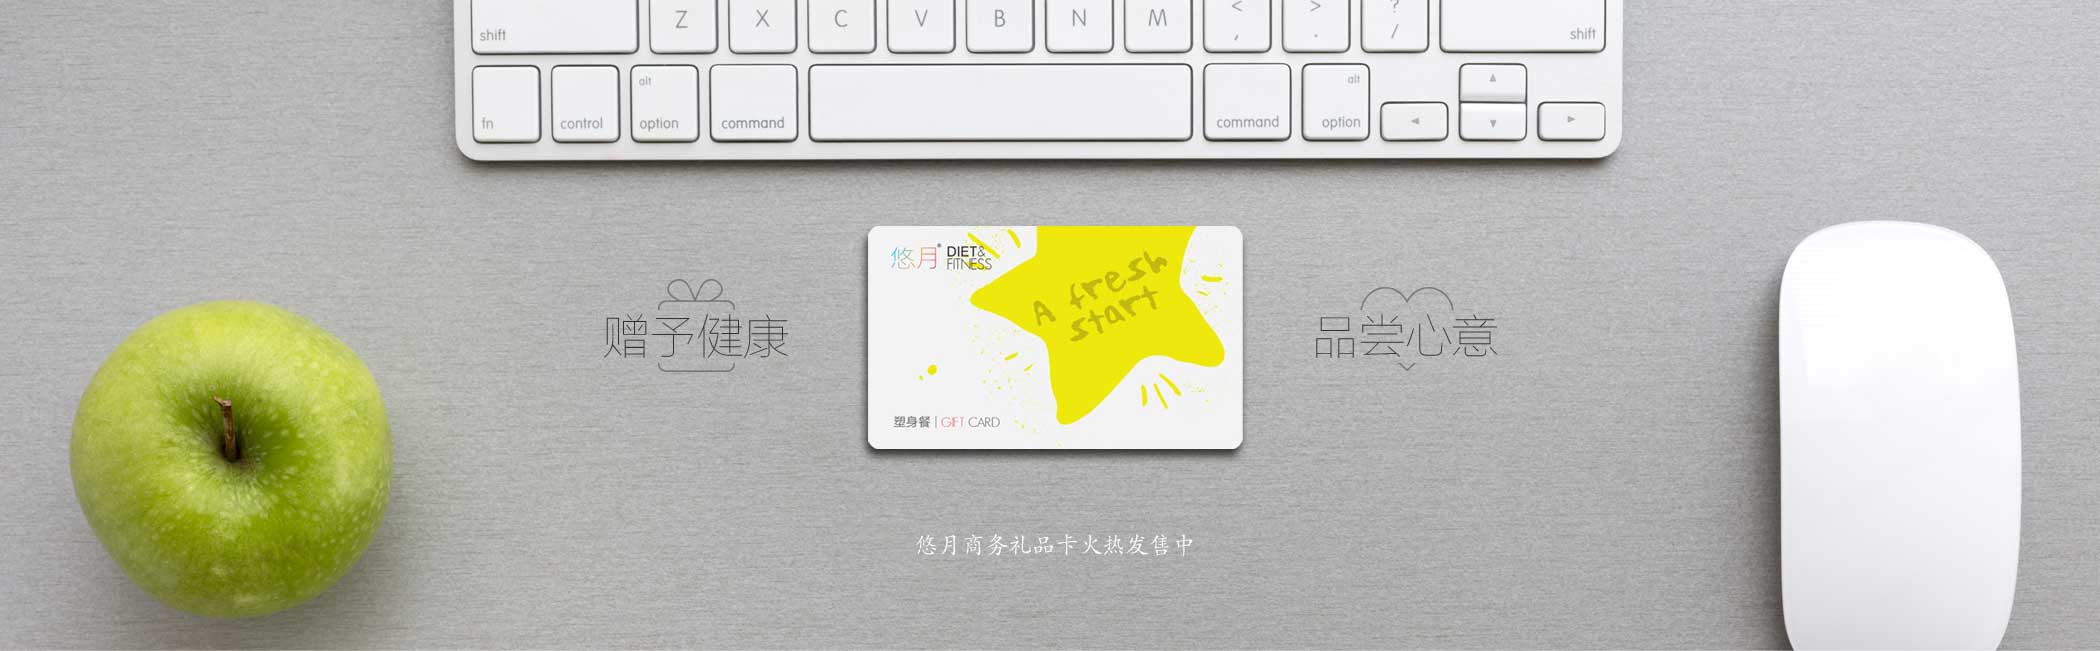 shift Z X C V B N M < , > . ? / shift
fn control alt option command command alt option
悠月® DIET&
FITNESS
A fresh
start
赠予健康
品尝心意
塑身餐 | GIFT CARD
悠月商务礼品卡火热发售中